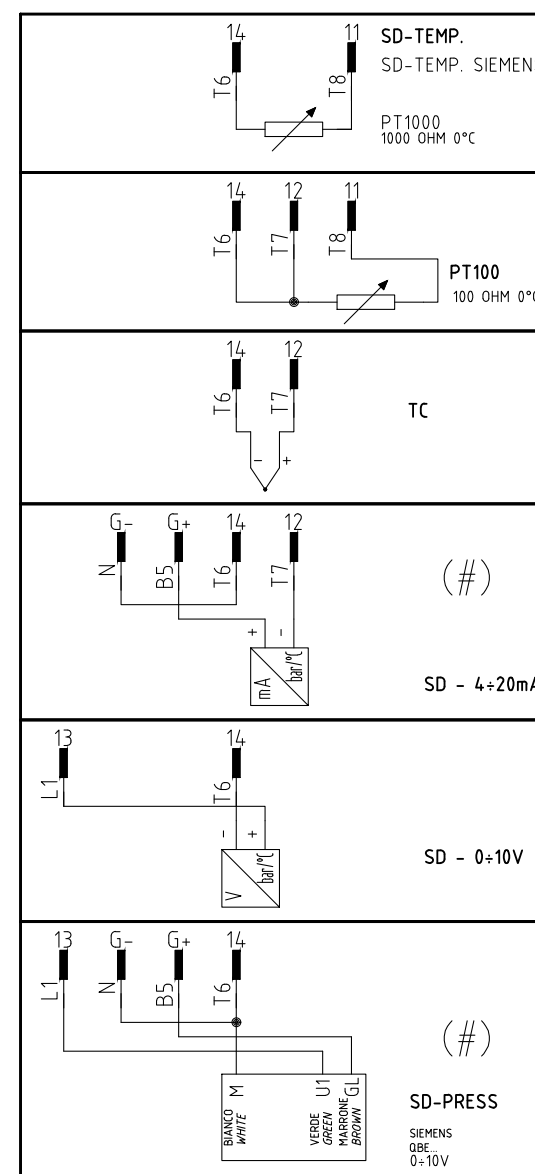 14 11 SD-TEMP.
T6 T8 SD-TEMP. SIEMEN
PT1000
1000 OHM 0°C
14 12 11
T6 T7 T8
PT100
100 OHM 0°C
14 12
T6 T7
TC
- +
G- G+ 14 12
N B5 T6 T7
(#)
+ -
mA bar/°C
SD - 4÷20mA
13 14
L1 T6
- +
V bar/°C
SD - 0÷10V
13 G- G+ 14
L1 N B5 T6
(#)
M U1 GL
BIANCO VERDE MARRONE
WHITE GREEN BROWN
SD-PRESS
SIEMENS
QBE...
0÷10V